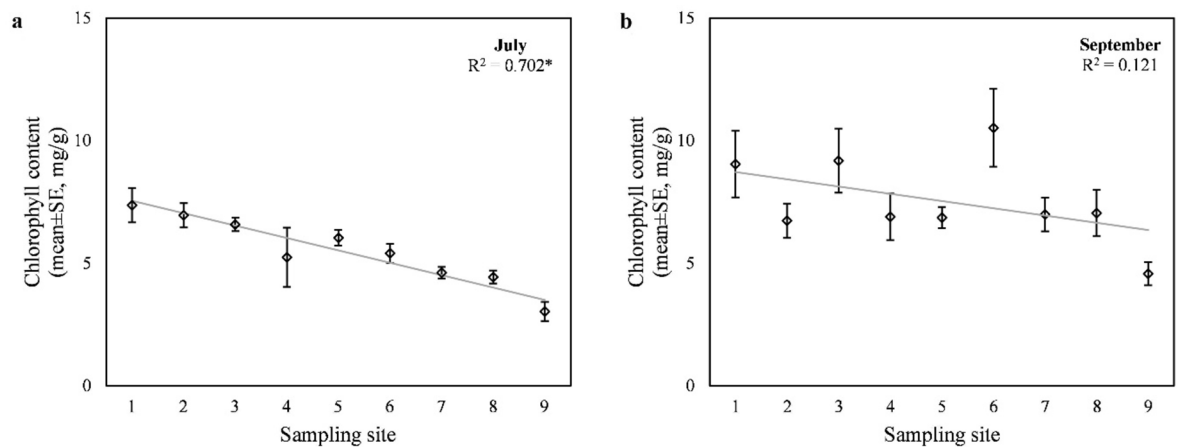 a
July
R² = 0.702*
15
10
5
0
Chlorophyll content
(mean±SE, mg/g)
1 2 3 4 5 6 7 8 9
Sampling site
b
September
R² = 0.121
15
10
5
0
Chlorophyll content
(mean±SE, mg/g)
1 2 3 4 5 6 7 8 9
Sampling site